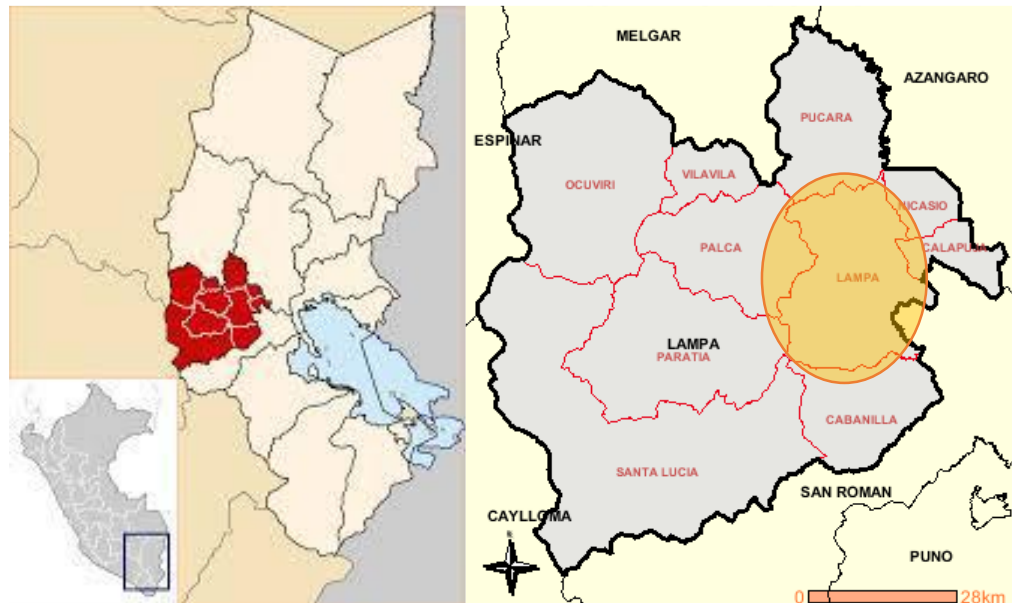 MELGAR
AZANGARO
PUCARA
ESPINAR
OCUVIRI
VILAVILA
NICASIO
PALCA
CALAPUJA
LAMPA
LAMPA
PARATIA
CABANILLA
SANTA LUCIA
SAN ROMAN
CAYLLOMA
PUNO
0 28km